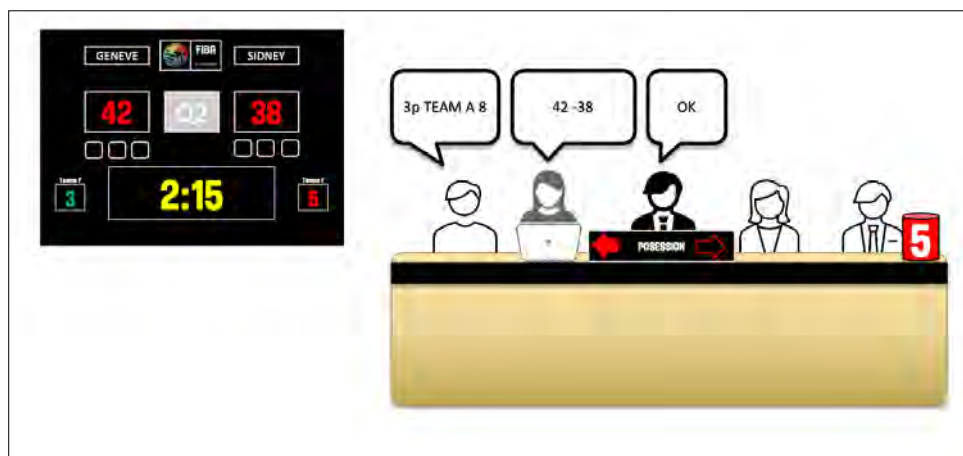 GENEVE
FIBA
SIDNEY
42
Q2
38
3
2:15
5
3p TEAM A 8
42 -38
OK
POSESSION
5